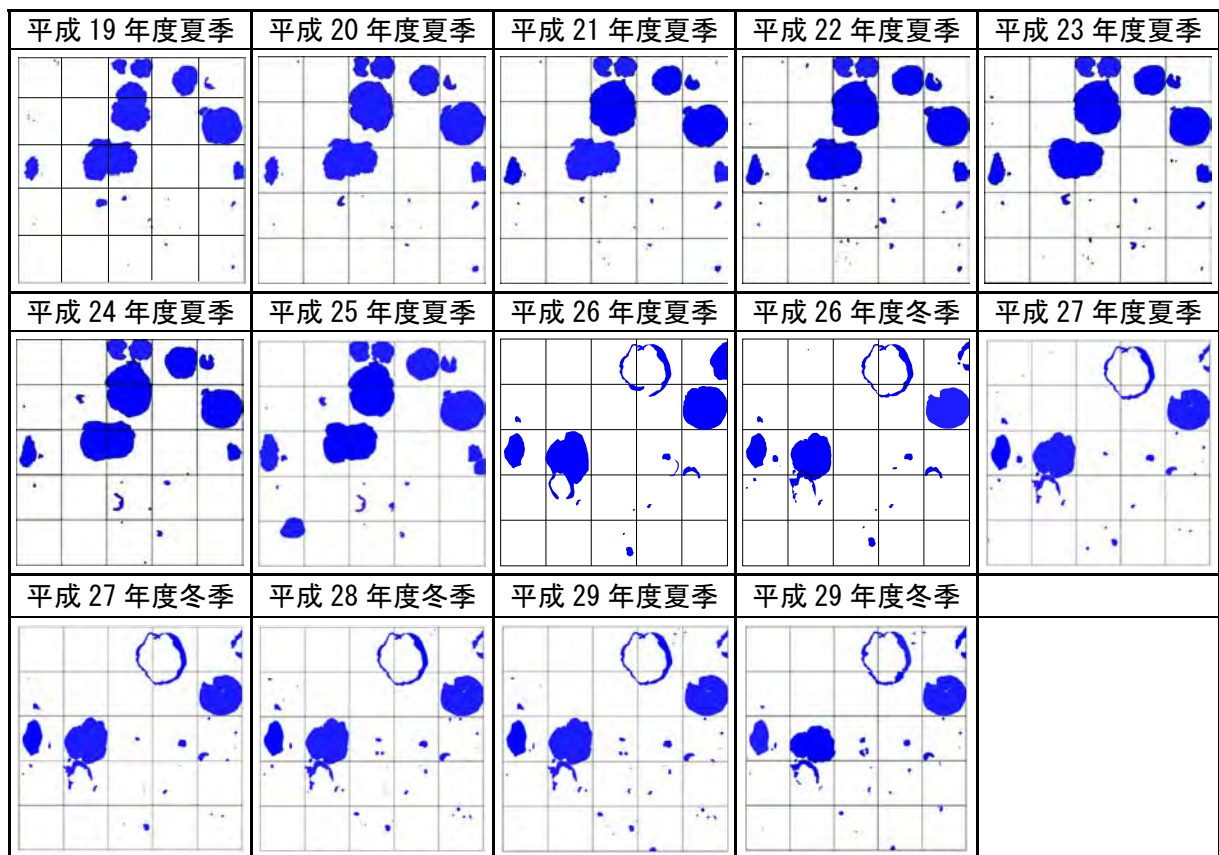 平成 19 年度夏季 平成 20 年度夏季 平成 21 年度夏季 平成 22 年度夏季 平成 23 年度夏季
平成 24 年度夏季 平成 25 年度夏季 平成 26 年度夏季 平成 26 年度冬季 平成 27 年度夏季
平成 27 年度冬季 平成 28 年度冬季 平成 29 年度夏季 平成 29 年度冬季